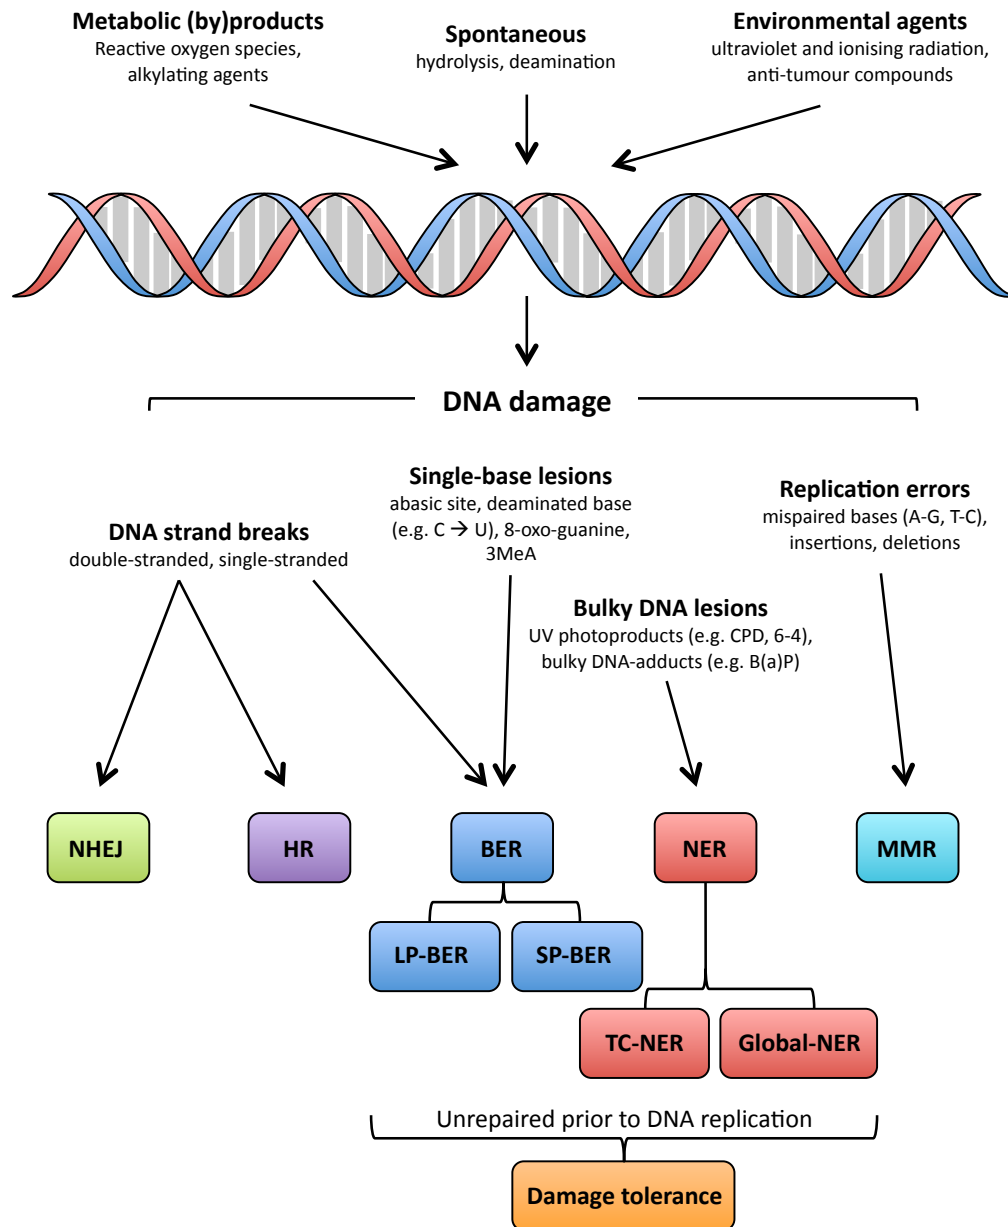 Metabolic (by)products
Reactive oxygen species,
alkylating agents
Spontaneous
hydrolysis, deamination
Environmental agents
ultraviolet and ionising radiation,
anti-tumour compounds
DNA damage
DNA strand breaks
double-stranded, single-stranded
Single-base lesions
abasic site, deaminated base
(e.g. C → U), 8-oxo-guanine,
3MeA
Bulky DNA lesions
UV photoproducts (e.g. CPD, 6-4),
bulky DNA-adducts (e.g. B(a)P)
Replication errors
mispaired bases (A-G, T-C),
insertions, deletions
NHEJ
HR
BER
NER
MMR
LP-BER
SP-BER
TC-NER
Global-NER
Unrepaired prior to DNA replication
Damage tolerance